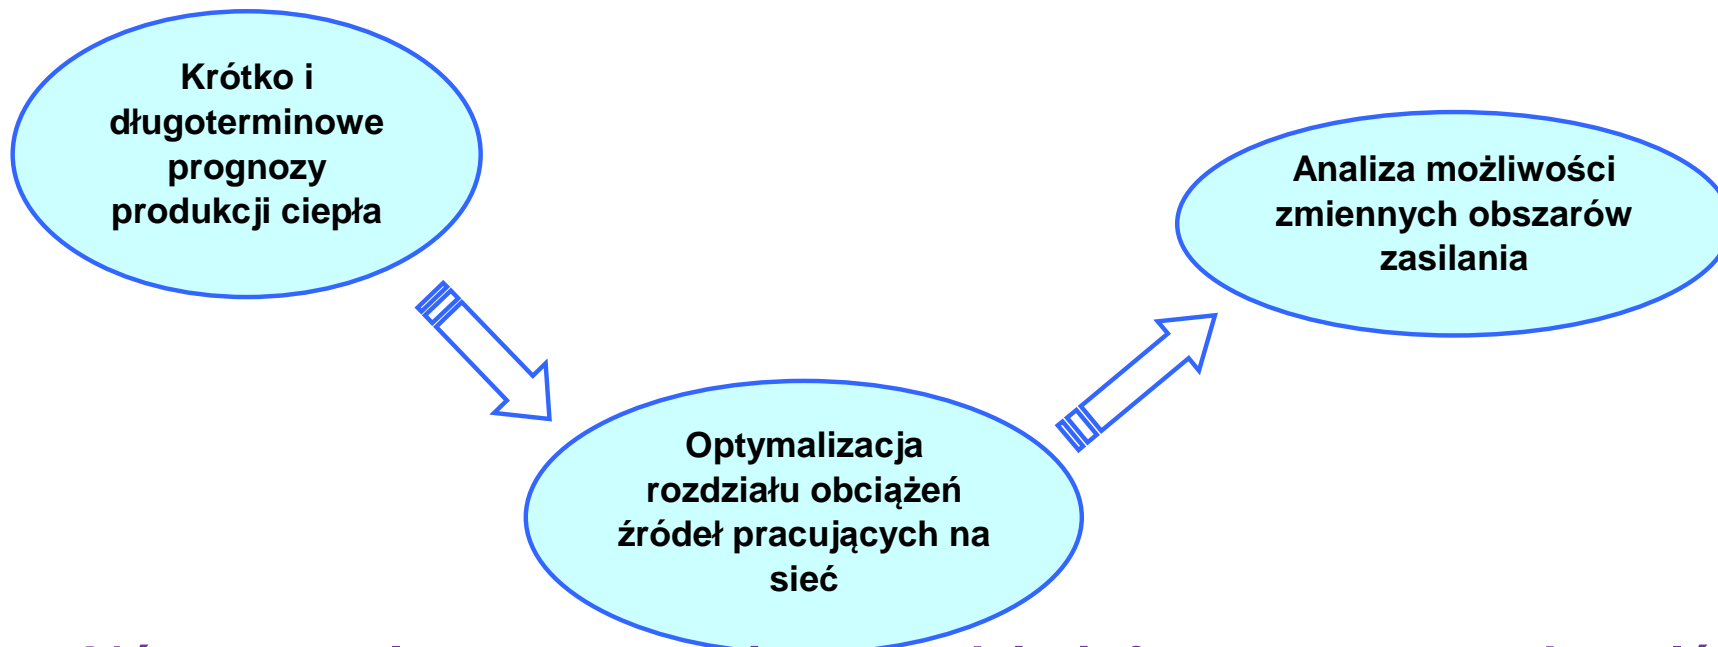 Krótko i
długoterminowe
prognozy
produkcji ciepła
Analiza możliwości
zmiennych obszarów
zasilania
Optymalizacja
rozdziału obciążeń
źródeł pracujących na
sieć